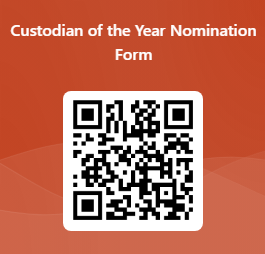 Custodian of the Year Nomination
Form